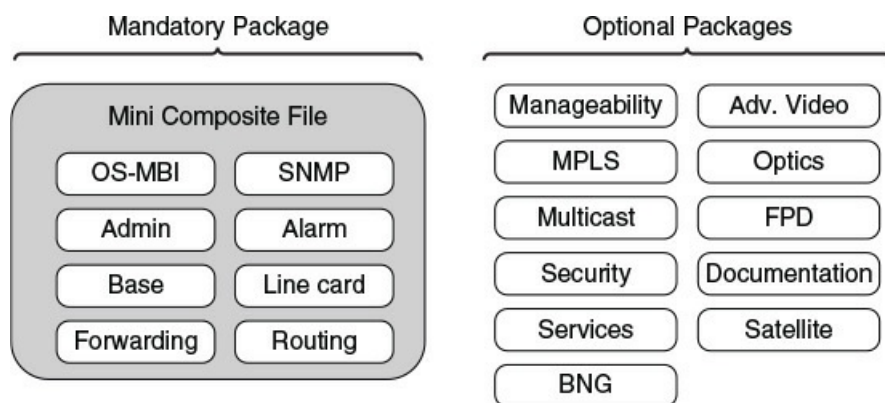 Mandatory Package
Mini Composite File
OS-MBI
SNMP
Admin
Alarm
Base
Line card
Forwarding
Routing
Optional Packages
Manageability
Adv. Video
MPLS
Optics
Multicast
FPD
Security
Documentation
Services
Satellite
BNG